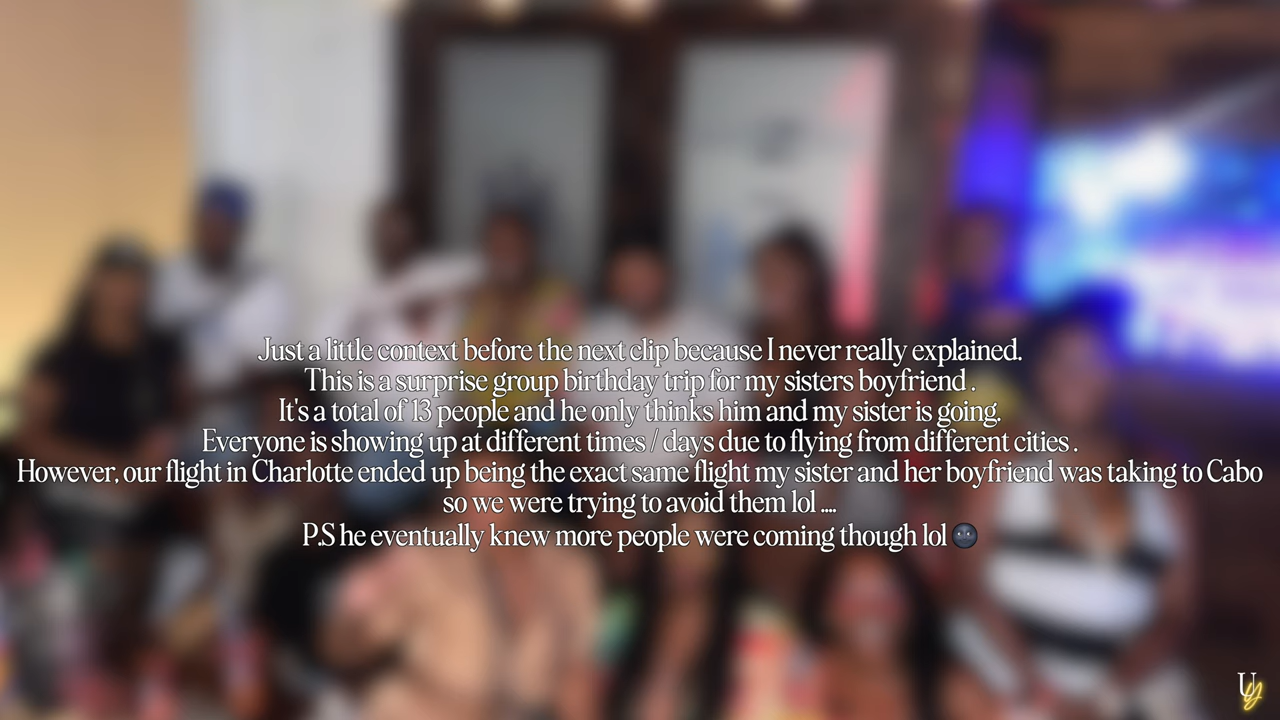 Just a little context before the next clip because I never really explained.
This is a surprise group birthday trip for my sisters boyfriend .
It's a total of 13 people and he only thinks him and my sister is going.
Everyone is showing up at different times / days due to flying from different cities .
However, our flight in Charlotte ended up being the exact same flight my sister and her boyfriend was taking to Cabo
so we were trying to avoid them lol ....
P.S he eventually knew more people were coming though lol 🌚
UY